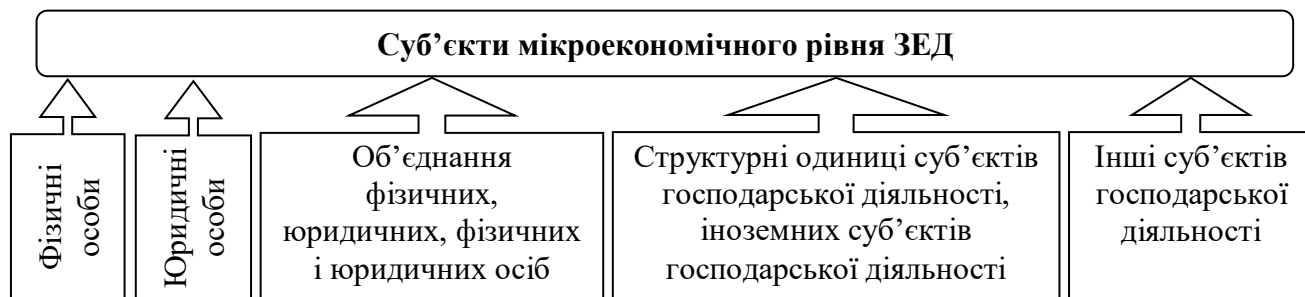 Суб’єкти мікроекономічного рівня ЗЕД
Фізичні
особи
Юридичні
особи
Об’єднання
фізичних,
юридичних, фізичних
і юридичних осіб
Структурні одиниці суб’єктів
господарської діяльності,
іноземних суб’єктів
господарської діяльності
Інші суб’єктів
господарської
діяльності